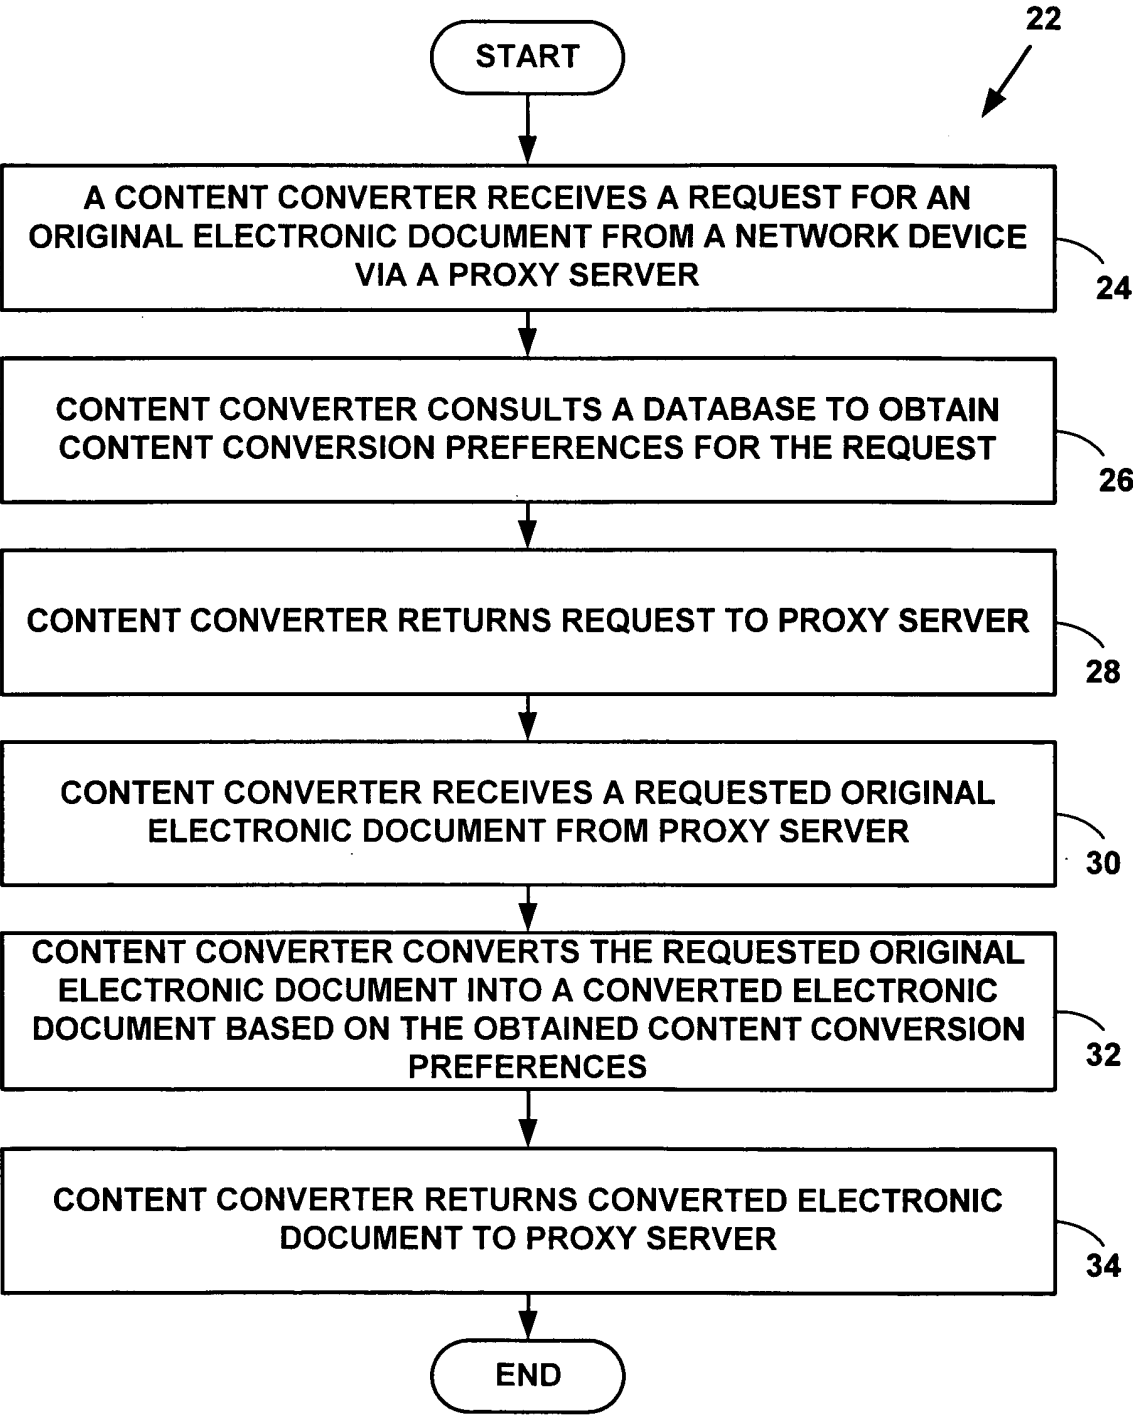 22
START
A CONTENT CONVERTER RECEIVES A REQUEST FOR AN
ORIGINAL ELECTRONIC DOCUMENT FROM A NETWORK DEVICE
VIA A PROXY SERVER
24
CONTENT CONVERTER CONSULTS A DATABASE TO OBTAIN
CONTENT CONVERSION PREFERENCES FOR THE REQUEST
26
CONTENT CONVERTER RETURNS REQUEST TO PROXY SERVER
28
CONTENT CONVERTER RECEIVES A REQUESTED ORIGINAL
ELECTRONIC DOCUMENT FROM PROXY SERVER
30
CONTENT CONVERTER CONVERTS THE REQUESTED ORIGINAL
ELECTRONIC DOCUMENT INTO A CONVERTED ELECTRONIC
DOCUMENT BASED ON THE OBTAINED CONTENT CONVERSION
PREFERENCES
32
CONTENT CONVERTER RETURNS CONVERTED ELECTRONIC
DOCUMENT TO PROXY SERVER
34
END